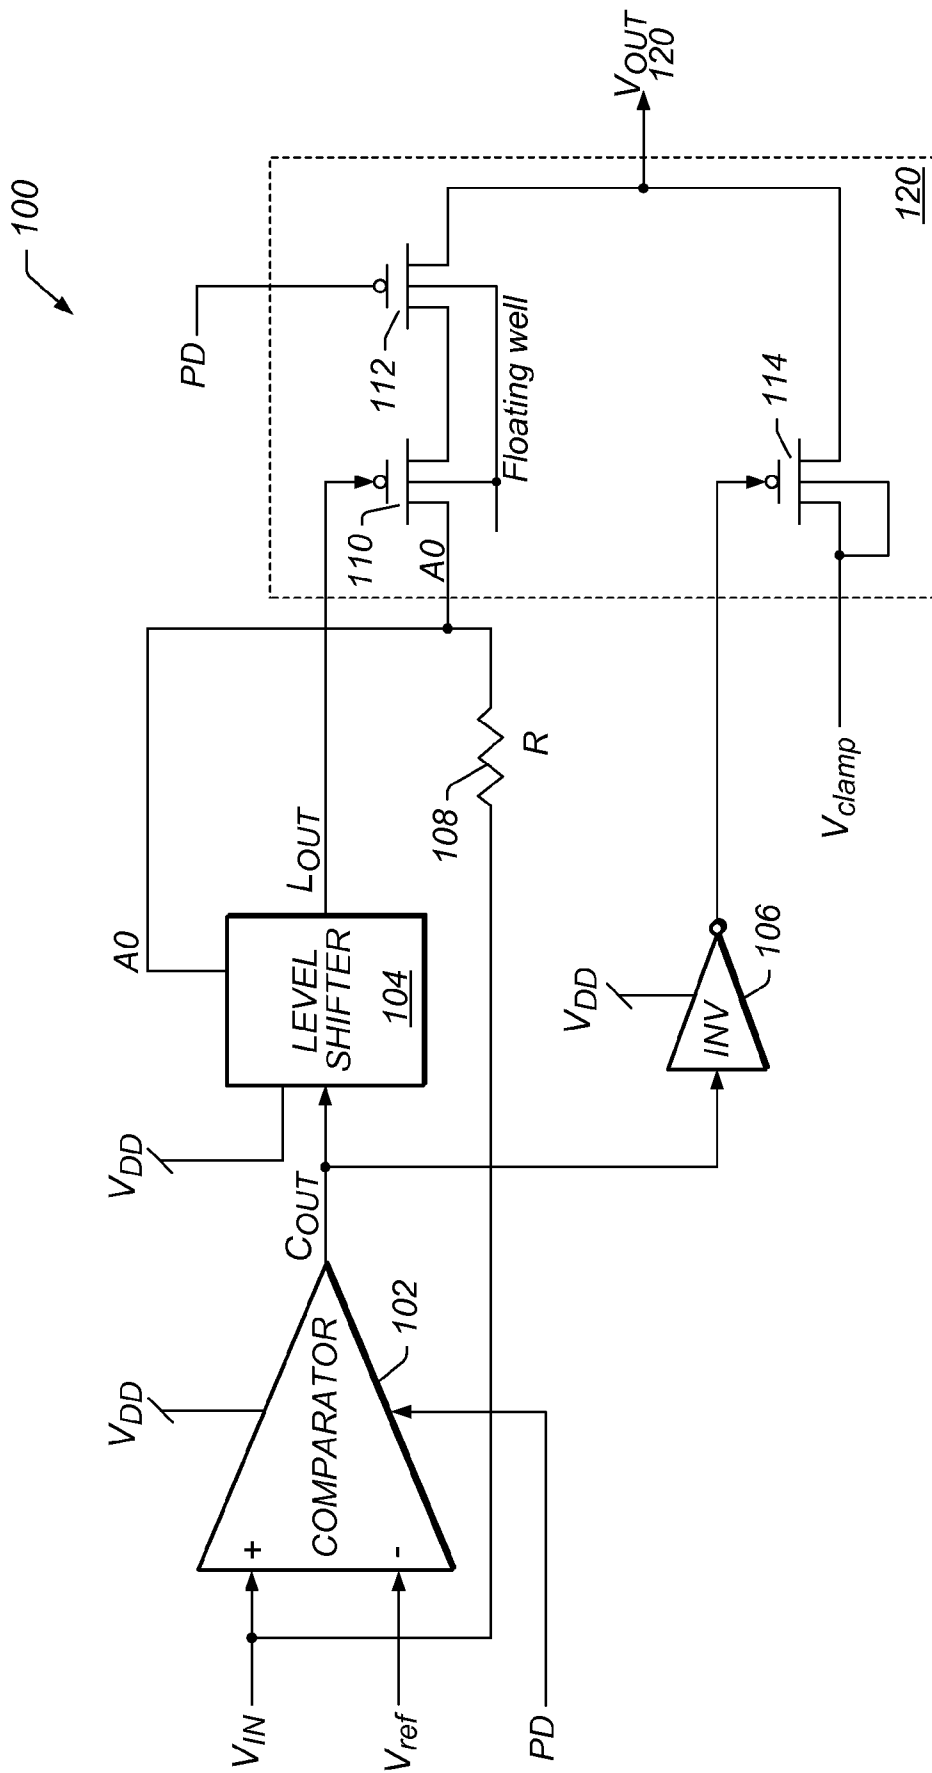 100
PD
VOUT
120
112
110
A0
Floating well
114
120
A0
LOUT
LEVEL
SHIFTER
104
VDD
108
R
VDD
INV
106
Vclamp
COUT
VDD
COMPARATOR
102
+
-
VIN
Vref
PD